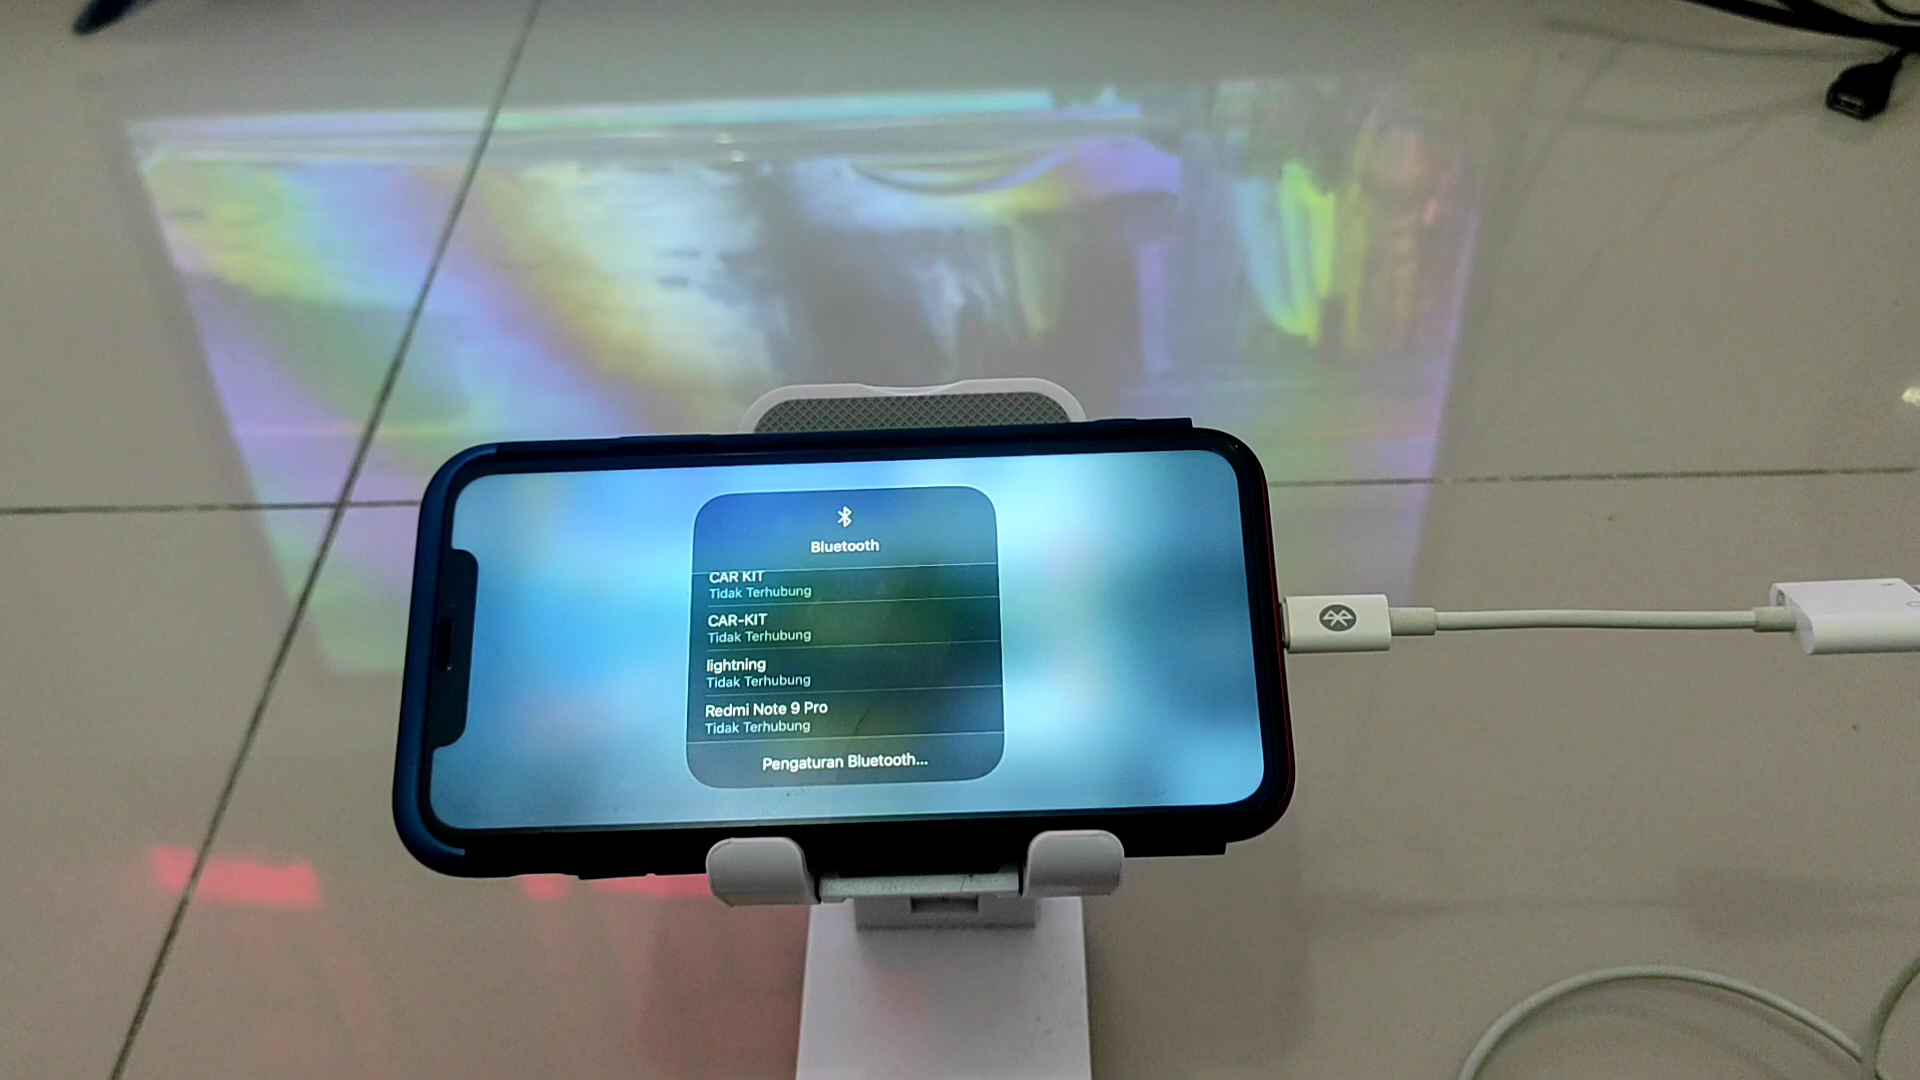 Bluetooth
CAR KIT
Tidak Terhubung
CAR-KIT
Tidak Terhubung
lightning
Tidak Terhubung
Redmi Note 9 Pro
Tidak Terhubung
Pengaturan Bluetooth...